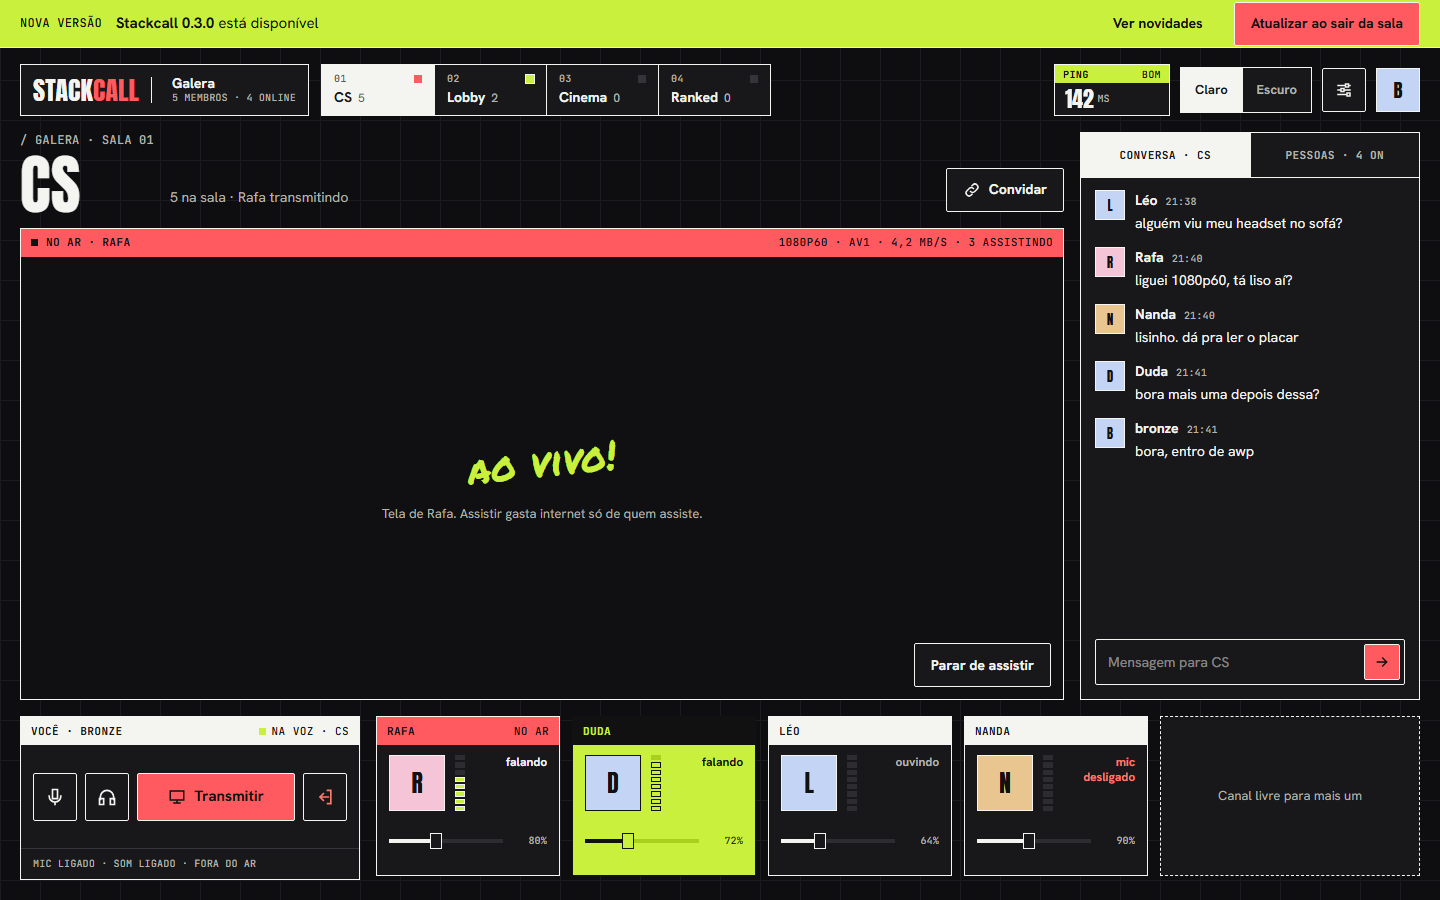 NOVA VERSÃO Stackcall 0.3.0 está disponível
Ver novidades
Atualizar ao sair da sala
STACKCALL
Galera
5 MEMBROS · 4 ONLINE
01
CS 5
02
Lobby 2
03
Cinema 0
04
Ranked 0
PING BOM
142 MS
Claro
Escuro
B
/ GALERA · SALA 01
CS
5 na sala · Rafa transmitindo
Convidar
NO AR · RAFA
1080P60 · AV1 · 4,2 MB/S · 3 ASSISTINDO
AO VIVO!
Tela de Rafa. Assistir gasta internet só de quem assiste.
Parar de assistir
CONVERSA · CS
PESSOAS · 4 ON
L
Léo 21:38
alguém viu meu headset no sofá?
R
Rafa 21:40
liguei 1080p60, tá liso aí?
N
Nanda 21:40
lisinho. dá pra ler o placar
D
Duda 21:41
bora mais uma depois dessa?
B
bronze 21:41
bora, entro de awp
Mensagem para CS
VOCÊ · BRONZE
NA VOZ · CS
Transmitir
MIC LIGADO · SOM LIGADO · FORA DO AR
RAFA
NO AR
R
falando
80%
DUDA
D
falando
72%
LÉO
L
ouvindo
64%
NANDA
N
mic
desligado
90%
Canal livre para mais um